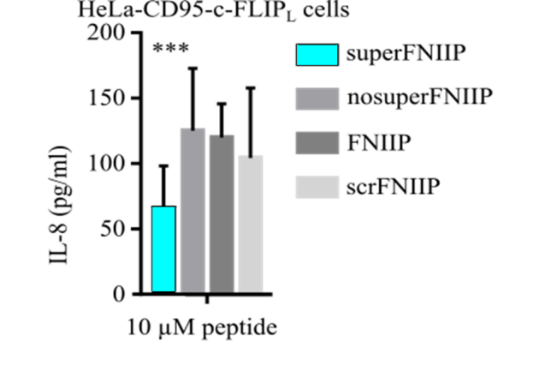 HeLa-CD95-c-FLIPL cells
200
***
150
100
50
0
IL-8 (pg/ml)
10 µM peptide
superFNIIP
nosuperFNIIP
FNIIP
scrFNIIP